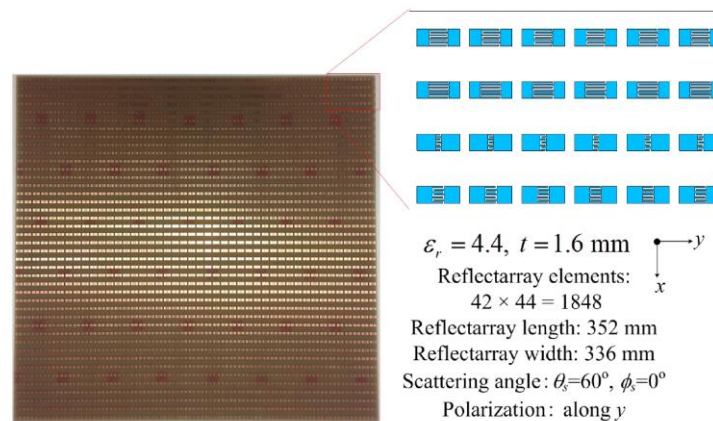 εᵣ = 4.4, t = 1.6 mm
y
x
Reflectarray elements:
42 × 44 = 1848
Reflectarray length: 352 mm
Reflectarray width: 336 mm
Scattering angle: θₛ=60°, ϕₛ=0°
Polarization: along y